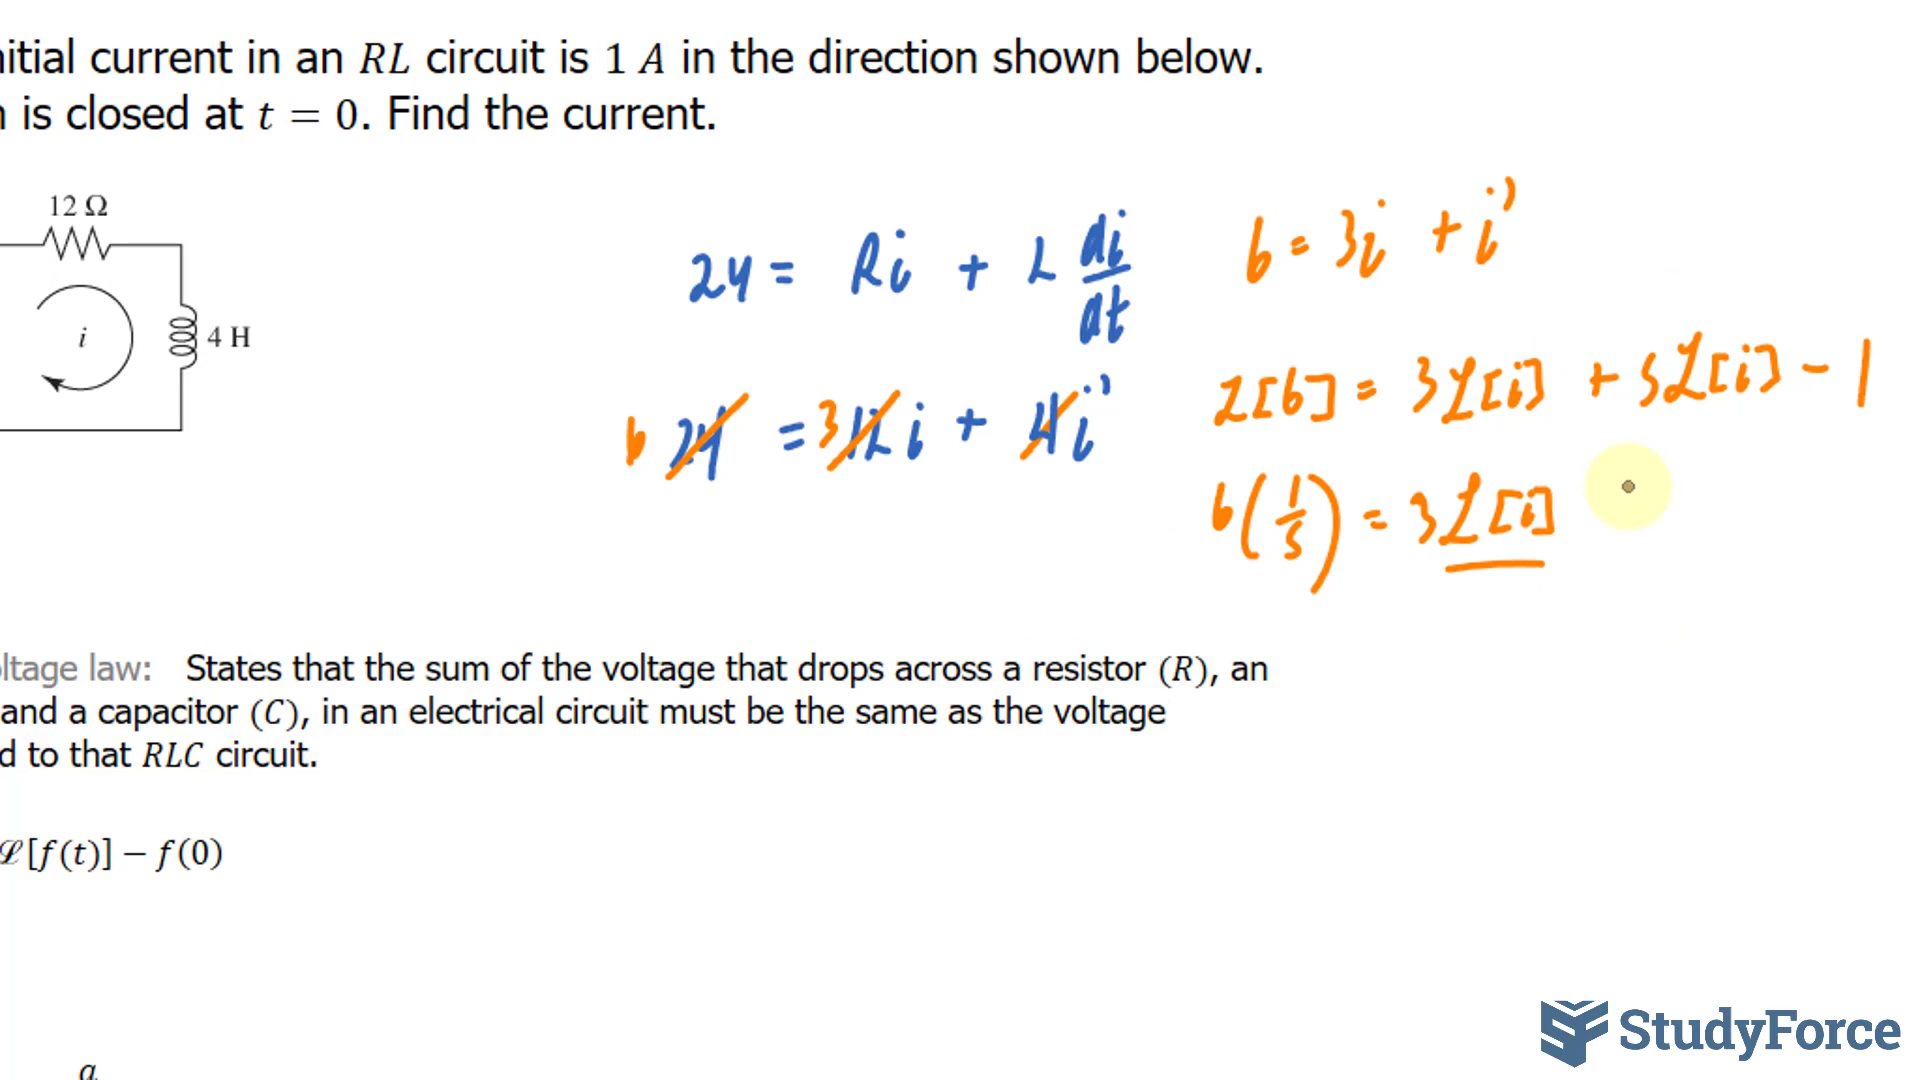 nitial current in an RL circuit is 1 A in the direction shown below.
is closed at t = 0. Find the current.
12 Ω
i
4 H
24 = Ri + L di/dt
6 24 = 3 12 i + 4 i'
6 = 3i + i'
L[6] = 3L[i] + sL[i] - 1
6(1/s) = 3L[i]
ltage law: States that the sum of the voltage that drops across a resistor (R), an
and a capacitor (C), in an electrical circuit must be the same as the voltage
d to that RLC circuit.
ℒ[f(t)] − f(0)
a
StudyForce